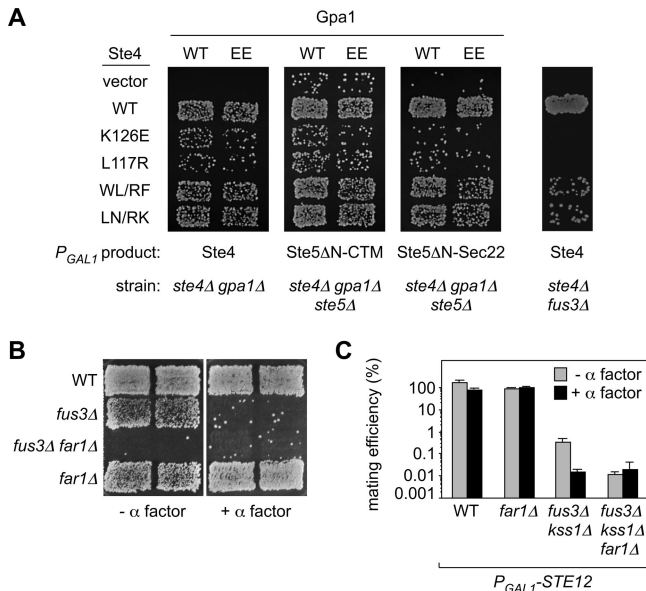 A
Gpa1
Ste4 WT EE WT EE WT EE
vector
WT
K126E
L117R
WL/RF
LN/RK
PGAL1 product: Ste4 Ste5ΔN-CTM Ste5ΔN-Sec22 Ste4
strain: ste4Δ gpa1Δ ste4Δ gpa1Δ ste4Δ gpa1Δ ste4Δ
ste5Δ ste5Δ fus3Δ
B
WT
fus3Δ
fus3Δ far1Δ
far1Δ
- α factor + α factor
C
mating efficiency (%)
- α factor
+ α factor
100
10
1
0.1
0.01
0.001
WT far1Δ fus3Δ fus3Δ
kss1Δ kss1Δ
far1Δ
PGAL1-STE12